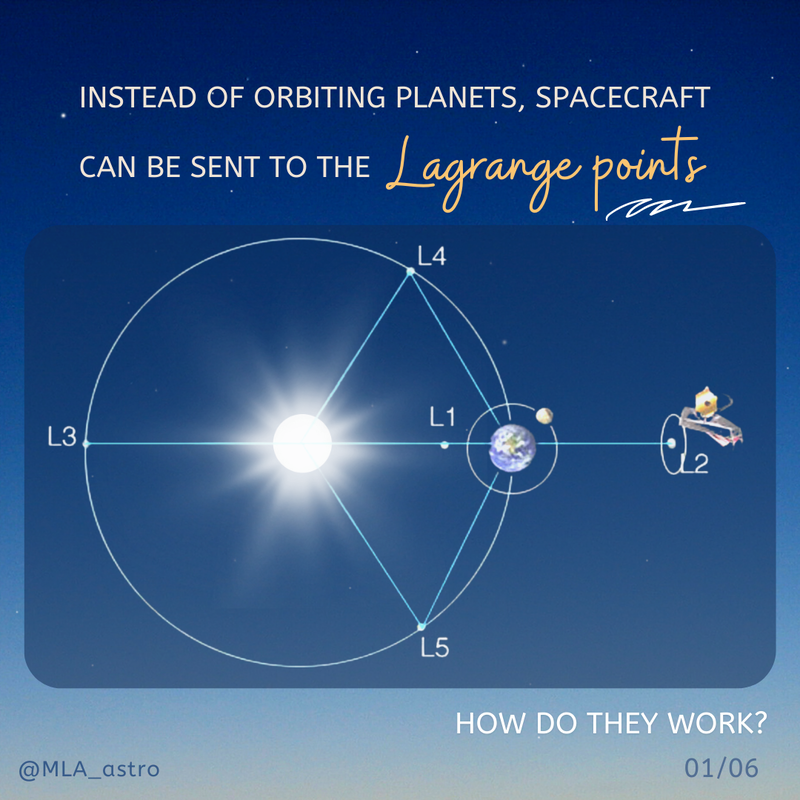 INSTEAD OF ORBITING PLANETS, SPACECRAFT
CAN BE SENT TO THE Lagrange points
L4
L1
L3
L2
L5
HOW DO THEY WORK?
@MLA_astro
01/06